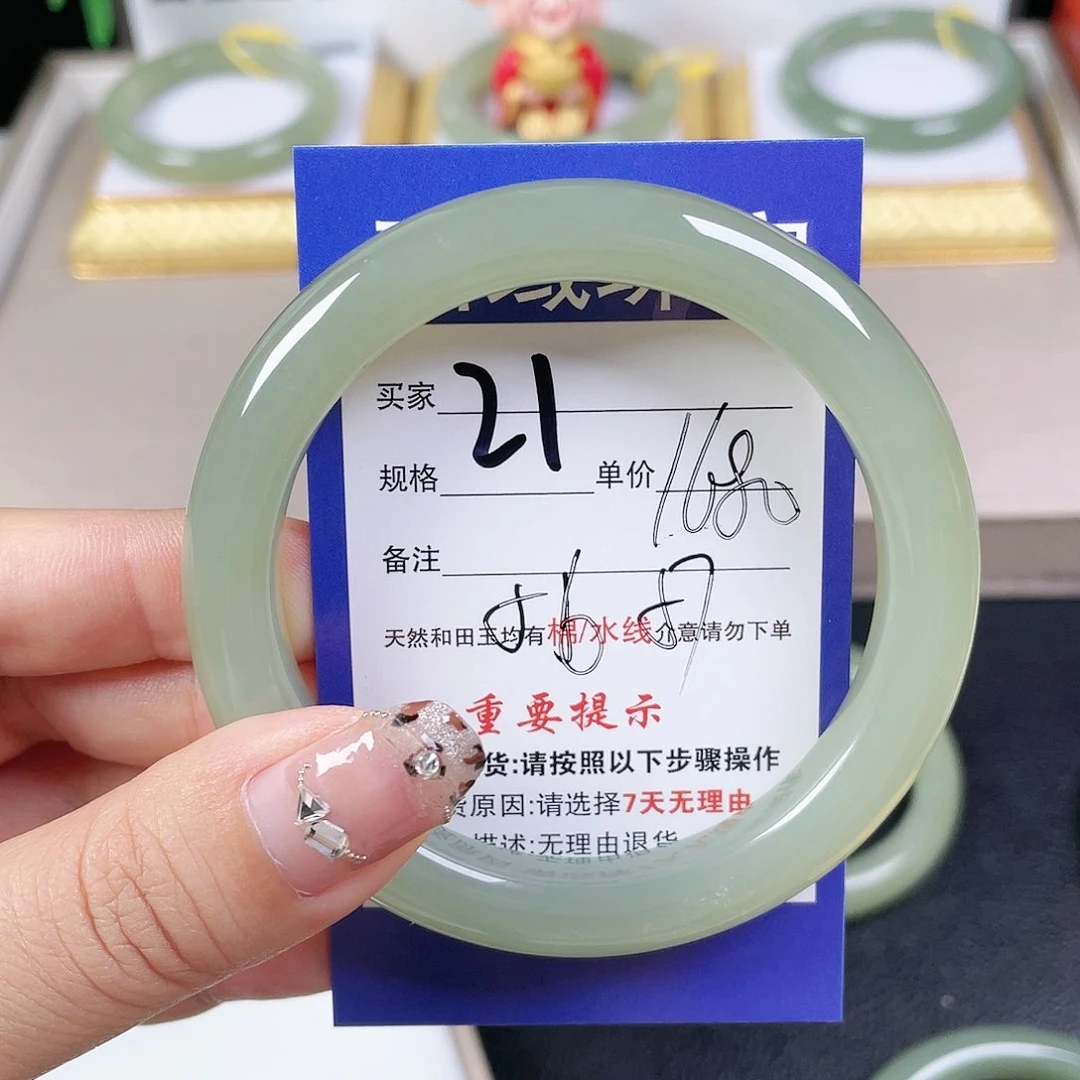 买家 21
规格 单价 1680
备注
56 57
天然和田玉均有棉/水线介意请勿下单
重要提示
货:请按照以下步骤操作
货原因:请选择7天无理由
描述:无理由退货